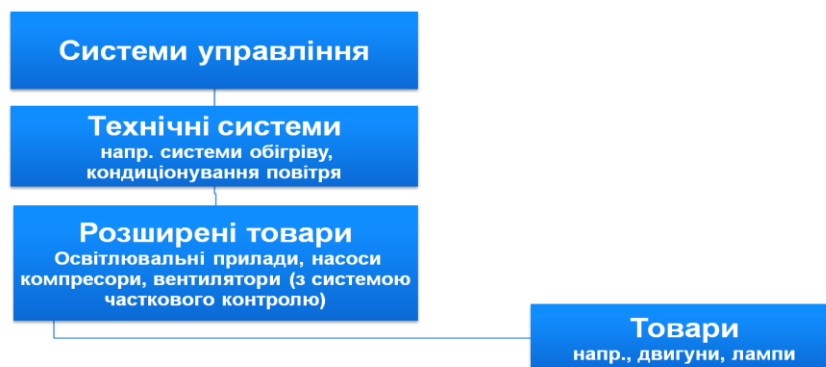 Системи управління
Технічні системи
напр. системи обігріву,
кондиціонування повітря
Розширені товари
Освітлювальні прилади, насоси
компресори, вентилятори (з системою
часткового контролю)
Товари
напр., двигуни, лампи